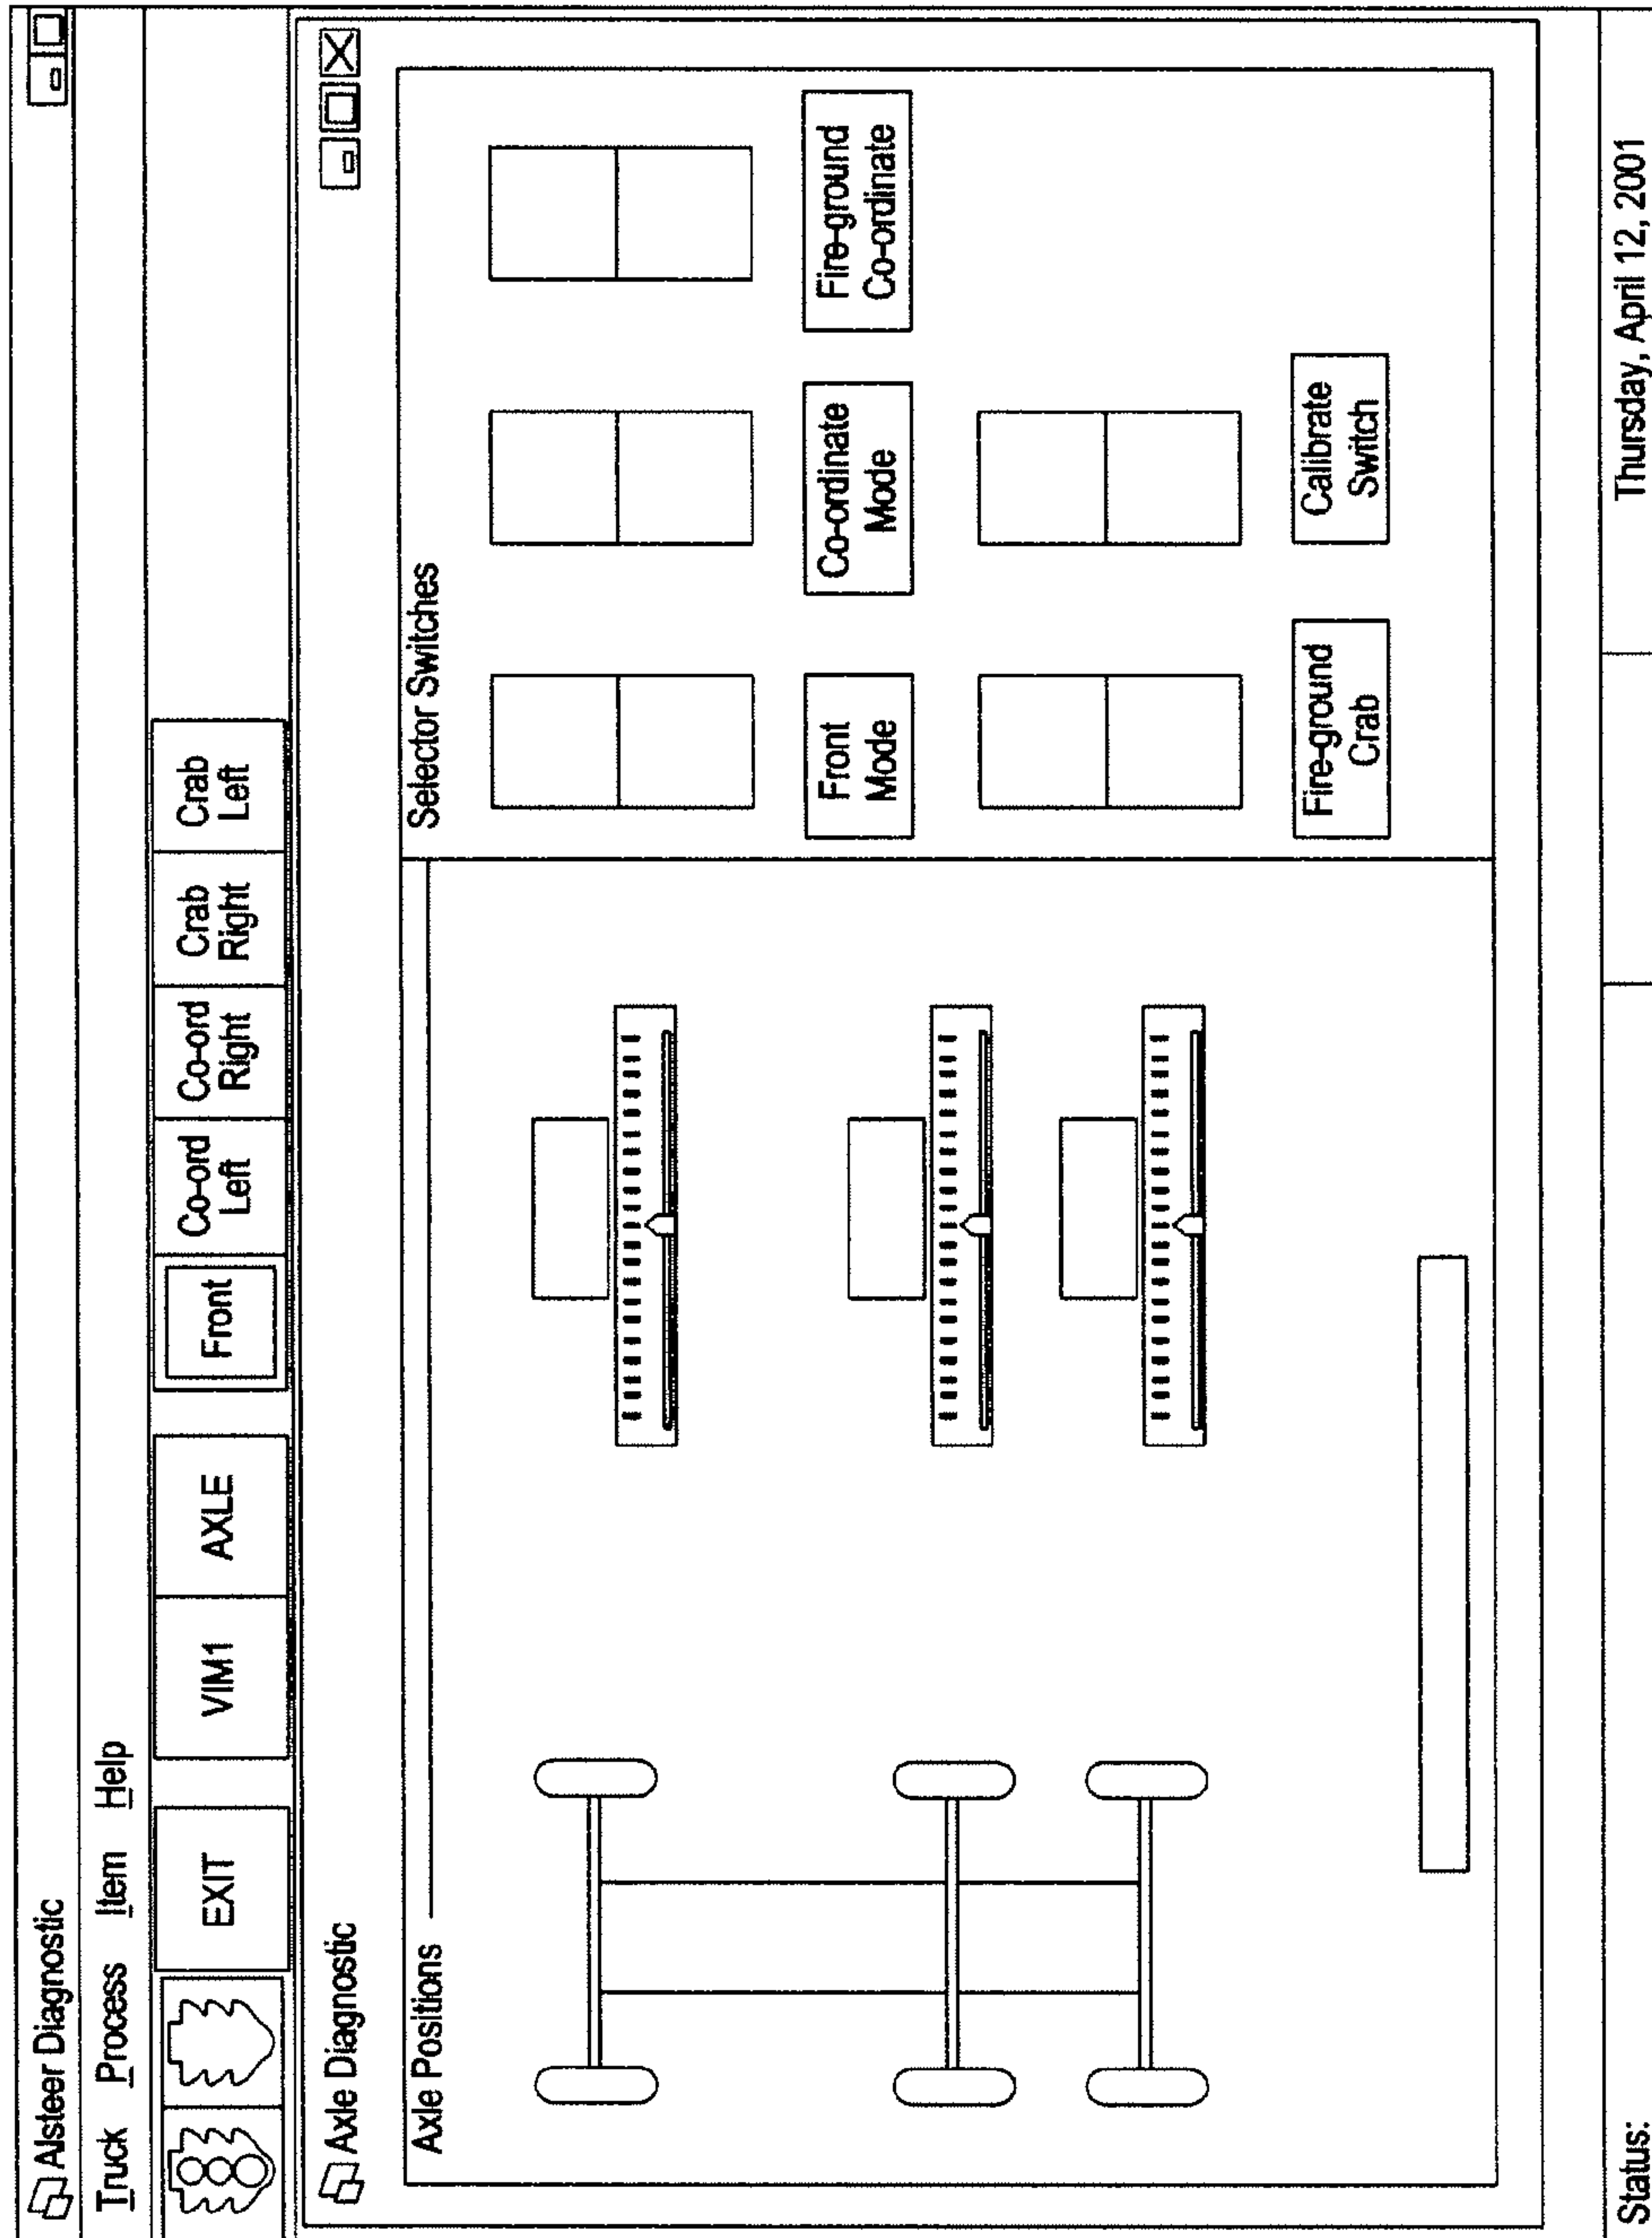 Alsteer Diagnostic
Truck Process Item Help
EXIT
VIM1
AXLE
Front
Co-ord
Left
Co-ord
Right
Crab
Right
Crab
Left
Axle Diagnostic
Axle Positions
Selector Switches
Front
Mode
Co-ordinate
Mode
Fire-ground
Co-ordinate
Fire-ground
Crab
Calibrate
Switch
Status:
Thursday, April 12, 2001